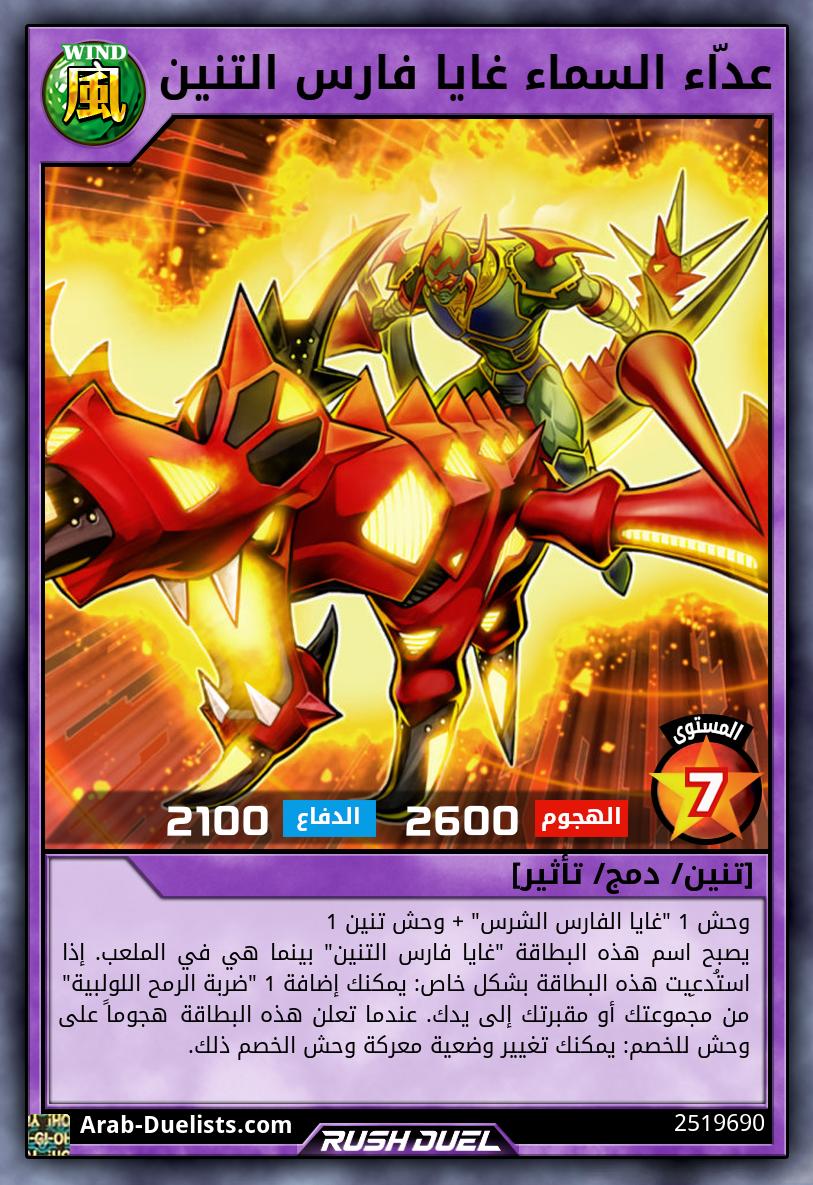 WIND
風
عدّاء السماء غايا فارس التنين
المستوى
7
الهجوم 2600 الدفاع 2100
[تنين/ دمج/ تأثير]
وحش 1 "غايا الفارس الشرس" + وحش تنين 1
يصبح اسم هذه البطاقة "غايا فارس التنين" بينما هي في الملعب. إذا
استُدعِيت هذه البطاقة بشكل خاص: يمكنك إضافة 1 "ضربة الرمح اللولبية"
من مجموعتك أو مقبرتك إلى يدك. عندما تعلن هذه البطاقة هجوماً على
وحش للخصم: يمكنك تغيير وضعية معركة وحش الخصم ذلك.
Arab-Duelists.com
RUSH DUEL
2519690